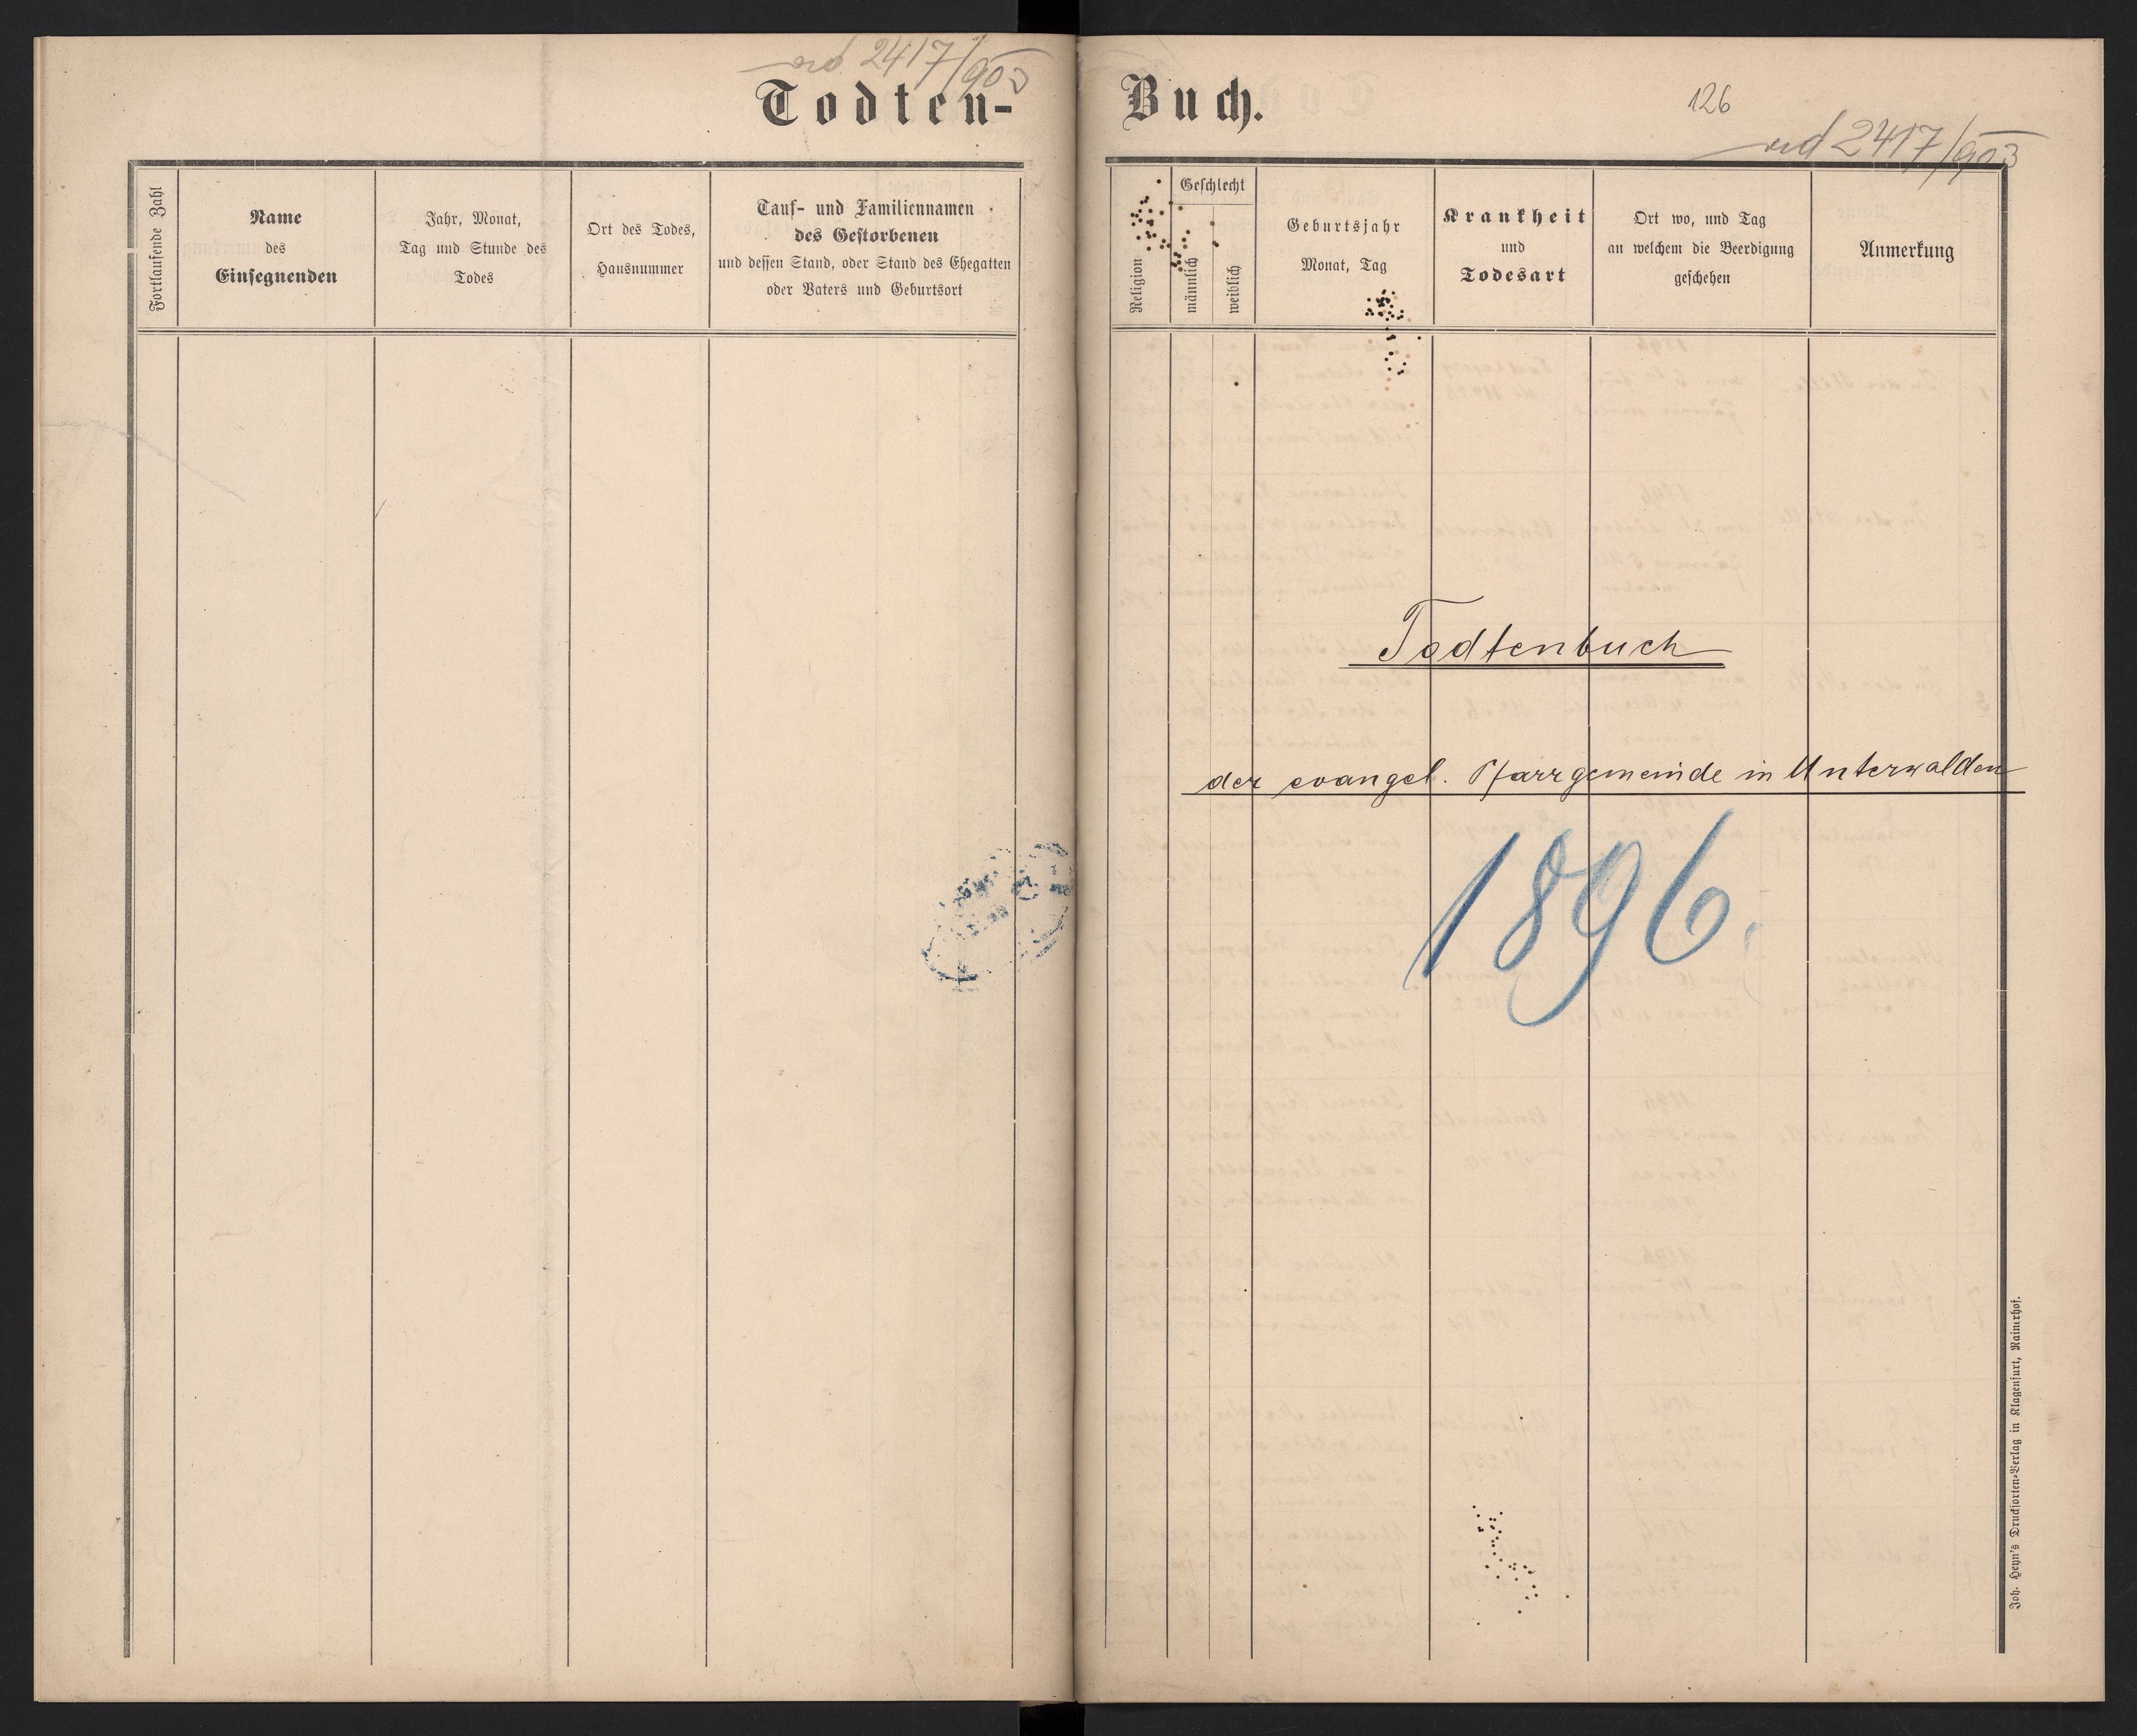 ad 2417/903
Todten-
Fortlaufende Zahl
Name
des
Einsegnenden
Jahr, Monat,
Tag und Stunde des
Todes
Ort des Todes,
Hausnummer
Tauf- und Familiennamen
des Gestorbenen
und dessen Stand, oder Stand des Ehegatten
oder Vaters und Geburtsort
Buch.
126
ad 2417/903
Religion
Geschlecht
männlich
weiblich
Geburtsjahr
Monat, Tag
Krankheit
und
Todesart
Ort wo, und Tag
an welchem die Beerdigung
geschehen
Anmerkung
Todtenbuch
der evangel. Pfarrgemeinde in Unterwalden
1896.
Joh. Heyn's Drucksorten-Verlag in Klagenfurt, Rainerhof.